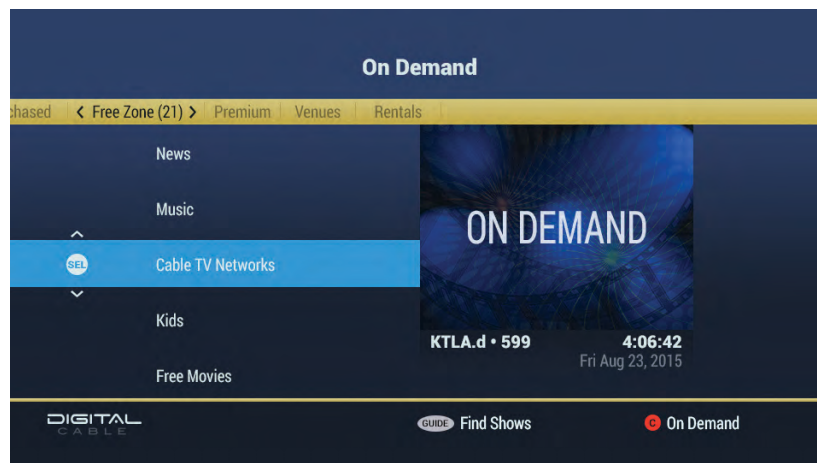 On Demand
chased < Free Zone (21) > Premium Venues Rentals
News
Music
SEL Cable TV Networks
Kids
Free Movies
ON DEMAND
KTLA.d • 599 4:06:42
Fri Aug 23, 2015
DIGITAL
CABLE
GUIDE Find Shows
C On Demand